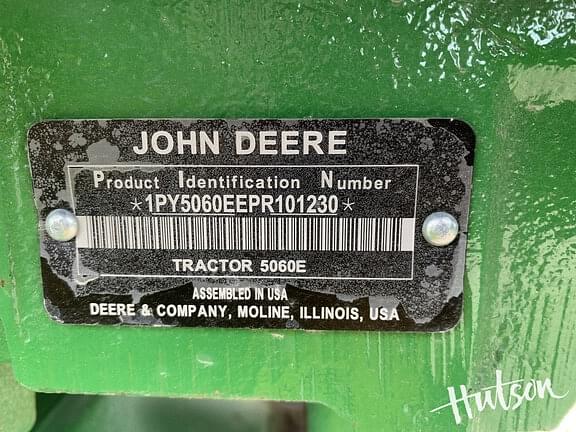 JOHN DEERE
Product Identification Number
*1PY5060EEPR101230*
TRACTOR 5060E
ASSEMBLED IN USA
DEERE & COMPANY, MOLINE, ILLINOIS, USA
Hutson